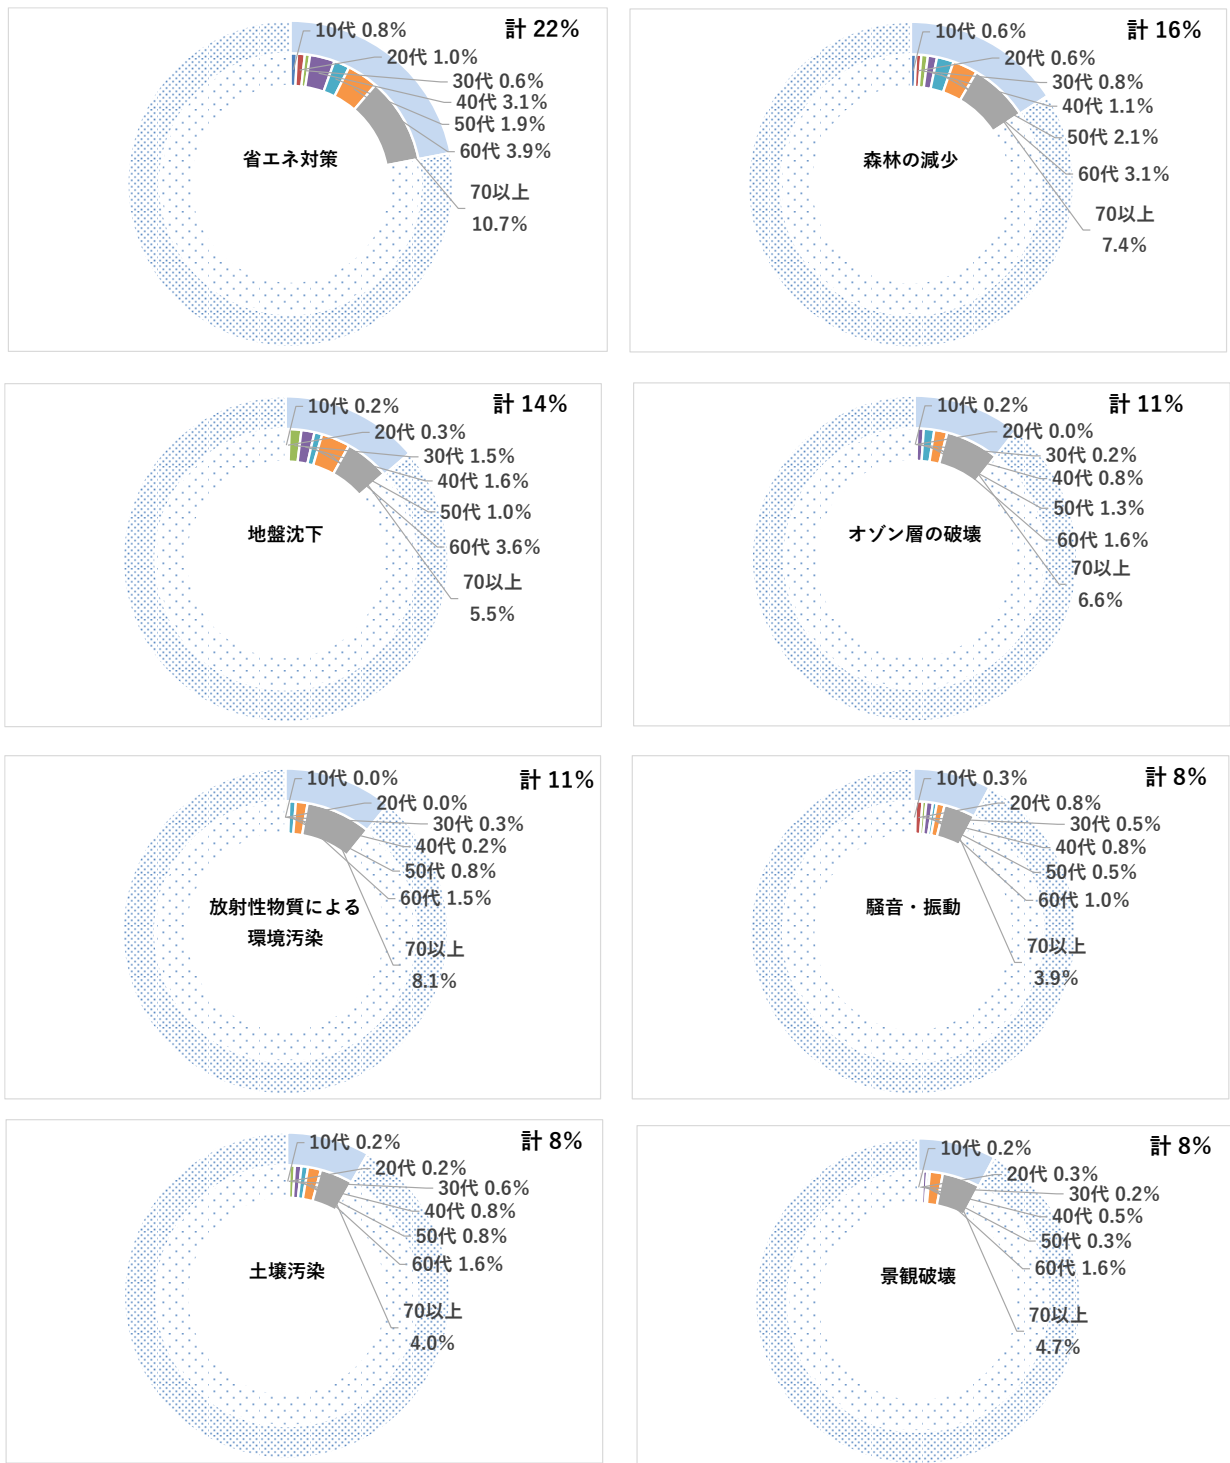 計 22%
10代 0.8%
20代 1.0%
30代 0.6%
40代 3.1%
50代 1.9%
60代 3.9%
70以上
10.7%
省エネ対策
計 16%
10代 0.6%
20代 0.6%
30代 0.8%
40代 1.1%
50代 2.1%
60代 3.1%
70以上
7.4%
森林の減少
計 14%
10代 0.2%
20代 0.3%
30代 1.5%
40代 1.6%
50代 1.0%
60代 3.6%
70以上
5.5%
地盤沈下
計 11%
10代 0.2%
20代 0.0%
30代 0.2%
40代 0.8%
50代 1.3%
60代 1.6%
70以上
6.6%
オゾン層の破壊
計 11%
10代 0.0%
20代 0.0%
30代 0.3%
40代 0.2%
50代 0.8%
60代 1.5%
70以上
8.1%
放射性物質による
環境汚染
計 8%
10代 0.3%
20代 0.8%
30代 0.5%
40代 0.8%
50代 0.5%
60代 1.0%
70以上
3.9%
騒音・振動
計 8%
10代 0.2%
20代 0.2%
30代 0.6%
40代 0.8%
50代 0.8%
60代 1.6%
70以上
4.0%
土壌汚染
計 8%
10代 0.2%
20代 0.3%
30代 0.2%
40代 0.5%
50代 0.3%
60代 1.6%
70以上
4.7%
景観破壊